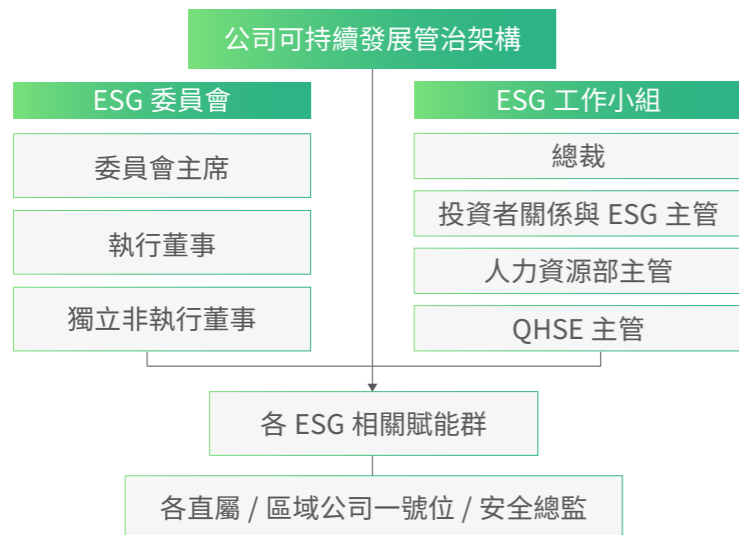 公司可持續發展管治架構
ESG 委員會
委員會主席
執行董事
獨立非執行董事
ESG 工作小組
總裁
投資者關係與 ESG 主管
人力資源部主管
QHSE 主管
各 ESG 相關賦能群
各直屬 / 區域公司一號位 / 安全總監